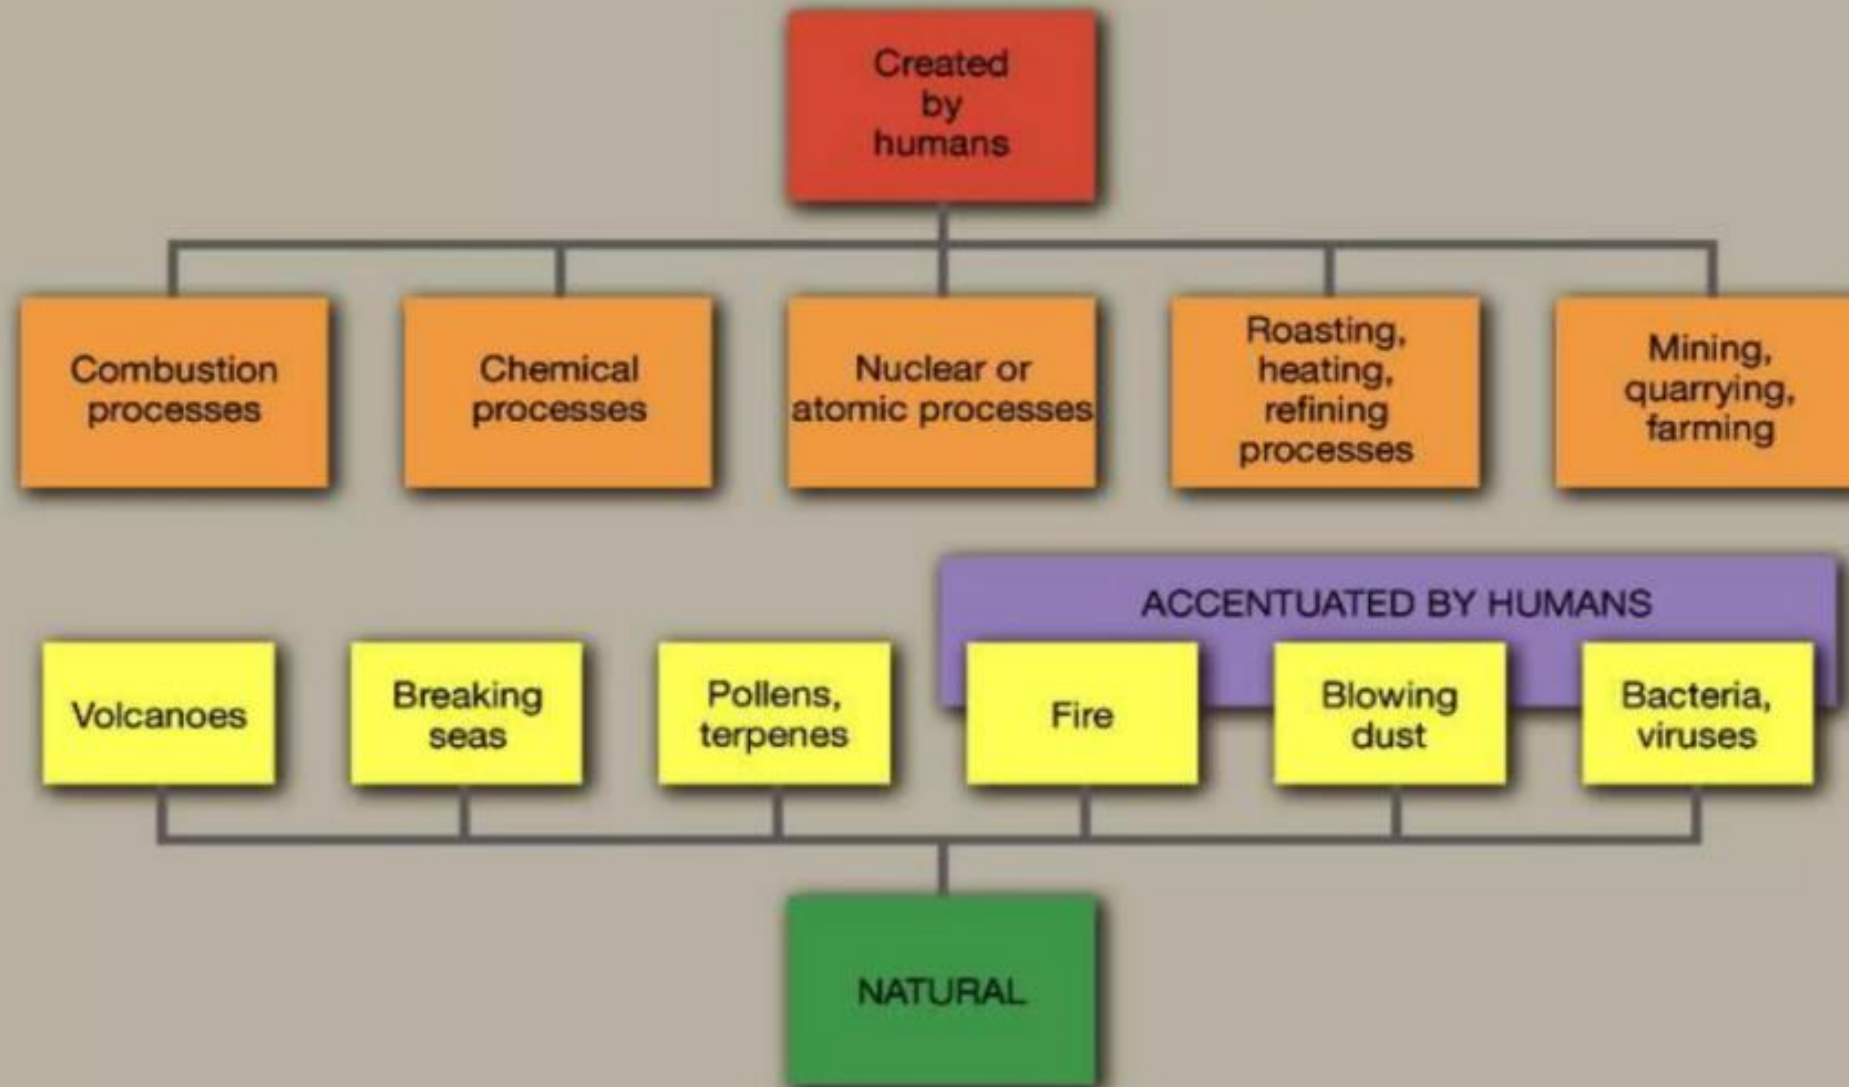 Created
by
humans
Combustion
processes
Chemical
processes
Nuclear or
atomic processes
Roasting,
heating,
refining
processes
Mining,
quarrying,
farming
ACCENTUATED BY HUMANS
Volcanoes
Breaking
seas
Pollens,
terpenes
Fire
Blowing
dust
Bacteria,
viruses
NATURAL